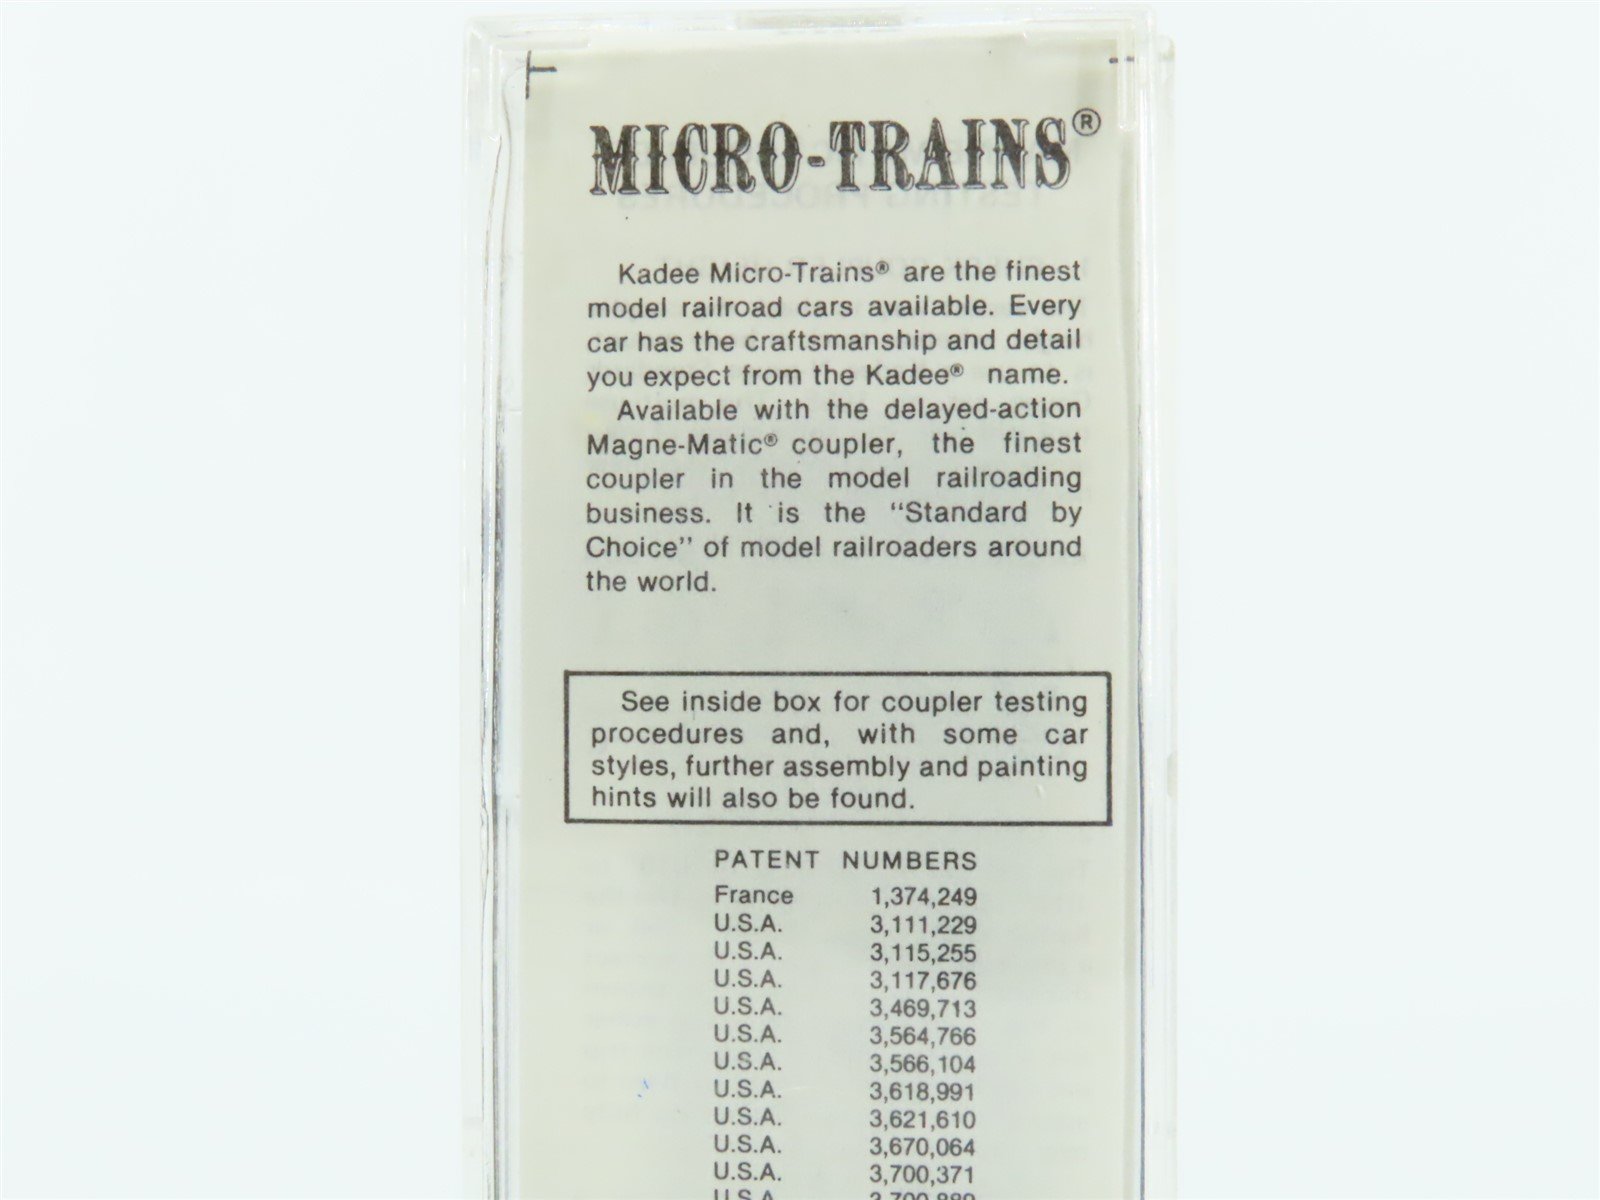 MICRO-TRAINS®
Kadee Micro-Trains® are the finest
model railroad cars available. Every
car has the craftsmanship and detail
you expect from the Kadee® name.
Available with the delayed-action
Magne-Matic® coupler, the finest
coupler in the model railroading
business. It is the “Standard by
Choice” of model railroaders around
the world.
See inside box for coupler testing
procedures and, with some car
styles, further assembly and painting
hints will also be found.
PATENT NUMBERS
France 1,374,249
U.S.A. 3,111,229
U.S.A. 3,115,255
U.S.A. 3,117,676
U.S.A. 3,469,713
U.S.A. 3,564,766
U.S.A. 3,566,104
U.S.A. 3,618,991
U.S.A. 3,621,610
U.S.A. 3,670,064
U.S.A. 3,700,371
U.S.A.